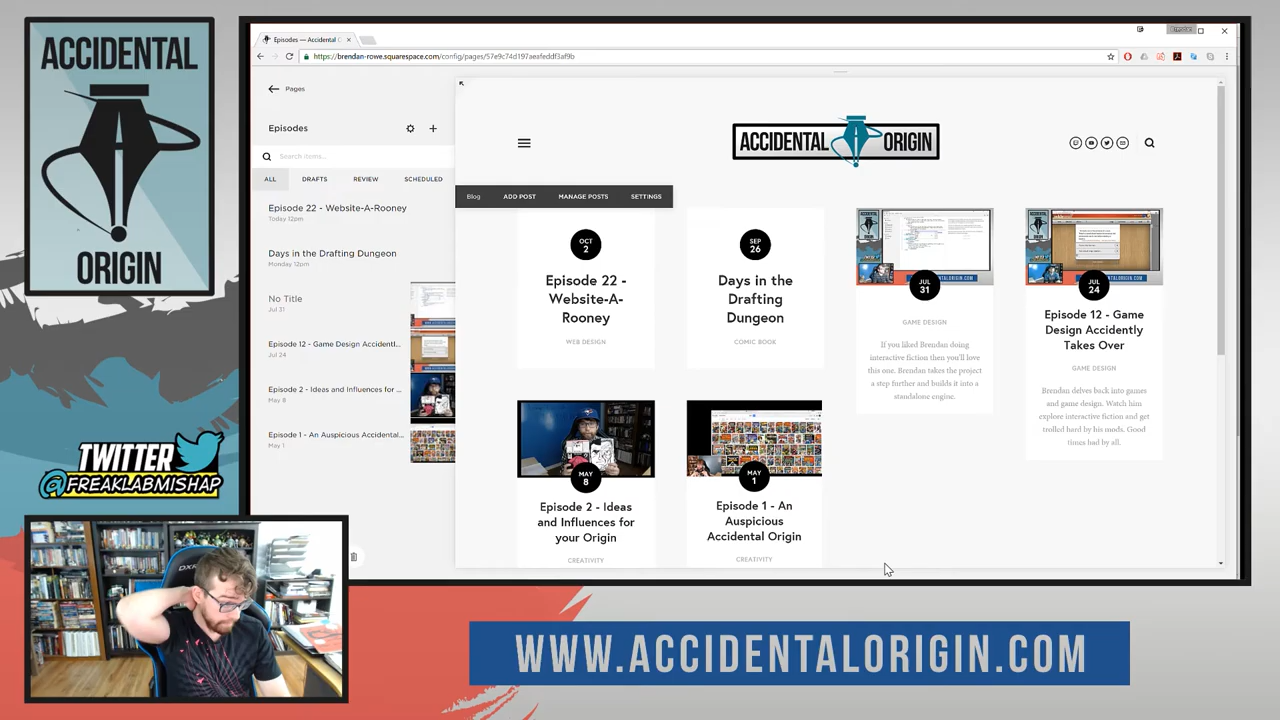 ACCIDENTAL
ORIGIN
TWITTER
@FREAKLABMISHAP
Episodes — Accidental O
https://brendan-rowe.squarespace.com/config/pages/57e9c74d197aeafeddf3af9b
Pages
Episodes
Search items...
ALL
DRAFTS
REVIEW
SCHEDULED
Episode 22 - Website-A-Rooney
Today 12pm
Days in the Drafting Dungeon
Monday 12pm
No Title
Jul 31
Episode 12 - Game Design Accidentl...
Jul 24
Episode 2 - Ideas and Influences for ...
May 8
Episode 1 - An Auspicious Accidental...
May 1
ACCIDENTAL ORIGIN
Blog
ADD POST
MANAGE POSTS
SETTINGS
OCT
2
Episode 22 -
Website-A-
Rooney
WEB DESIGN
SEP
26
Days in the
Drafting
Dungeon
COMIC BOOK
JUL
31
GAME DESIGN
If you liked Brendan doing
interactive fiction then you'll love
this one. Brendan takes the project
a step further and builds it into a
standalone engine.
JUL
24
Episode 12 - Game
Design Accidently
Takes Over
GAME DESIGN
Brendan delves back into games
and game design. Watch him
explore interactive fiction and get
trolled hard by his mods. Good
times had by all.
MAY
8
Episode 2 - Ideas
and Influences for
your Origin
CREATIVITY
MAY
1
Episode 1 - An
Auspicious
Accidental Origin
CREATIVITY
WWW.ACCIDENTALORIGIN.COM